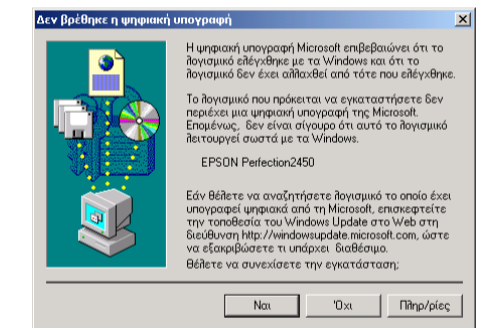 Δεν βρέθηκε η ψηφιακή υπογραφή
Η ψηφιακή υπογραφή Microsoft επιβεβαιώνει ότι το
λογισμικό ελέγχθηκε με τα Windows και ότι το
λογισμικό δεν έχει αλλαχθεί από τότε που ελέγχθηκε.
Το λογισμικό που πρόκειται να εγκαταστήσετε δεν
περιέχει μια ψηφιακή υπογραφή της Microsoft.
Επομένως, δεν είναι σίγουρο ότι αυτό το λογισμικό
λειτουργεί σωστά με τα Windows.
EPSON Perfection2450
Εάν θέλετε να αναζητήσετε λογισμικό το οποίο έχει
υπογραφεί ψηφιακά από τη Microsoft, επισκεφτείτε
την τοποθεσία του Windows Update στο Web στη
διεύθυνση http://windowsupdate.microsoft.com, ώστε
να εξακριβώσετε τι υπάρχει διαθέσιμο.
Θέλετε να συνεχίσετε την εγκατάσταση;
Ναι Όχι Πληρ/ρίες